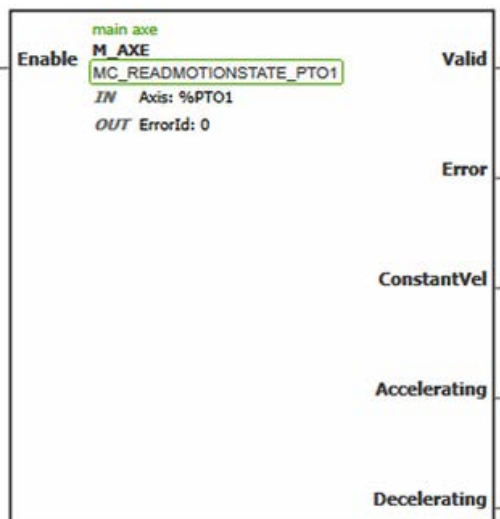 main axe
Enable M_AXE Valid
MC_READMOTIONSTATE_PTO1
IN Axis: %PTO1
OUT ErrorId: 0
Error
ConstantVel
Accelerating
Decelerating